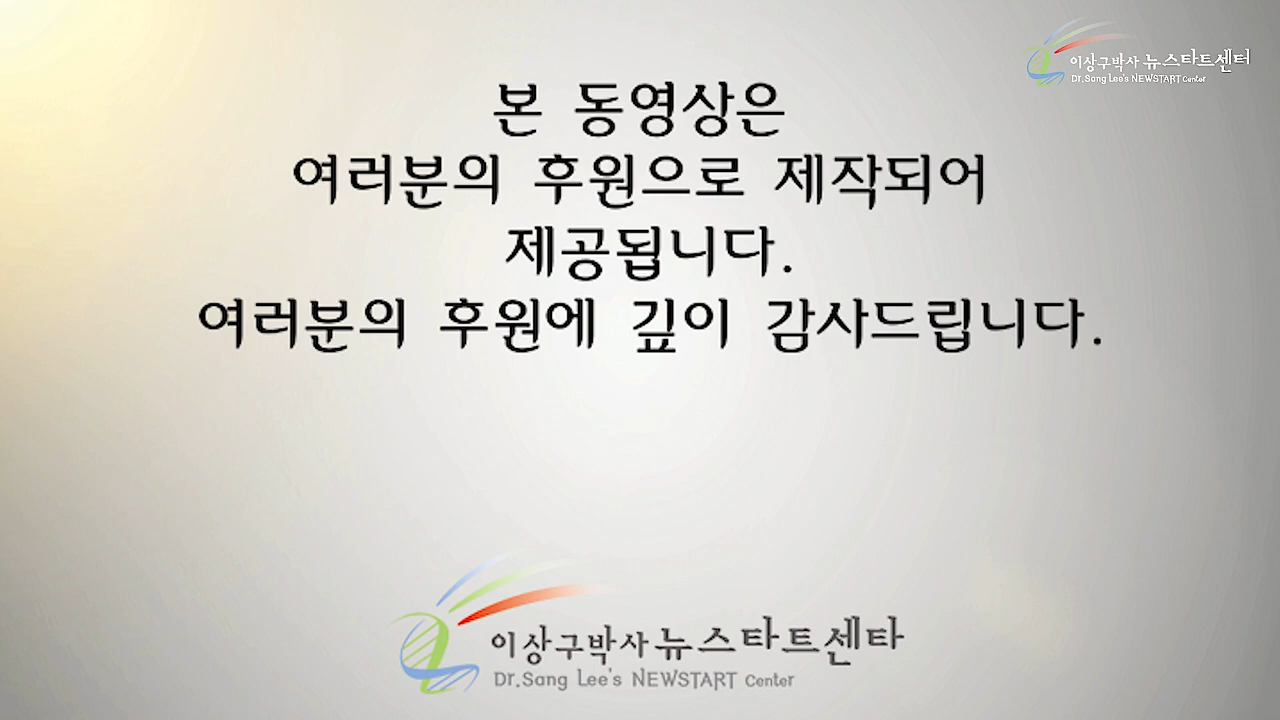 이상구박사 뉴스타트센터
Dr.Sang Lee's NEWSTART Center
본 동영상은
여러분의 후원으로 제작되어
제공됩니다.
여러분의 후원에 깊이 감사드립니다.
이상구박사 뉴스타트센타
Dr.Sang Lee's NEWSTART Center